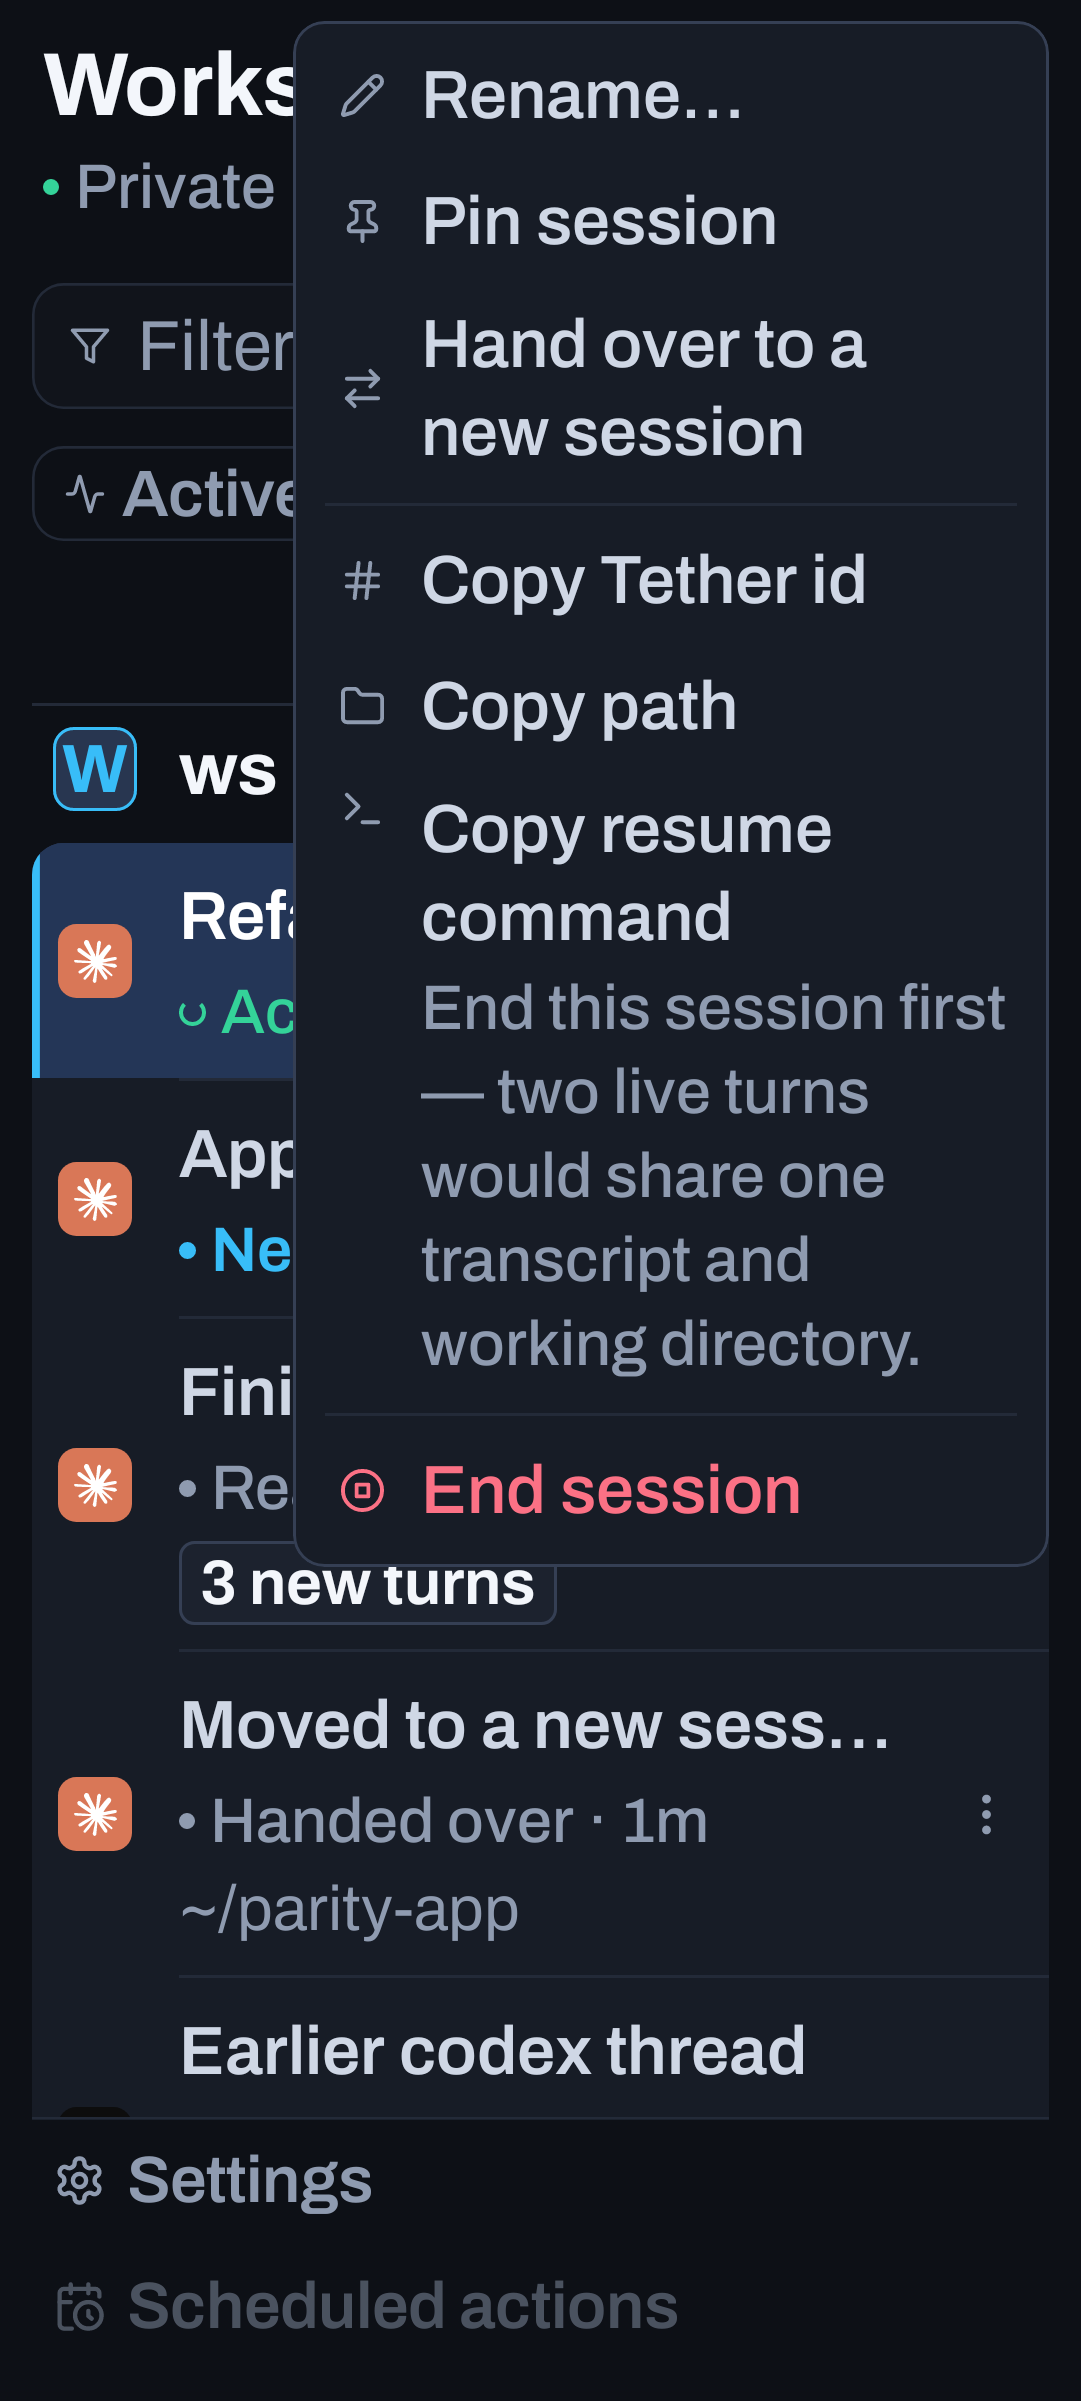 Works
Private
Filter
Active
W
ws
Refa
Ac
App
Ne
Fini
Re
3 new turns
Moved to a new sess…
Handed over · 1m
~/parity-app
Earlier codex thread
Settings
Scheduled actions
Rename…
Pin session
Hand over to a
new session
Copy Tether id
Copy path
Copy resume
command
End this session first
— two live turns
would share one
transcript and
working directory.
End session